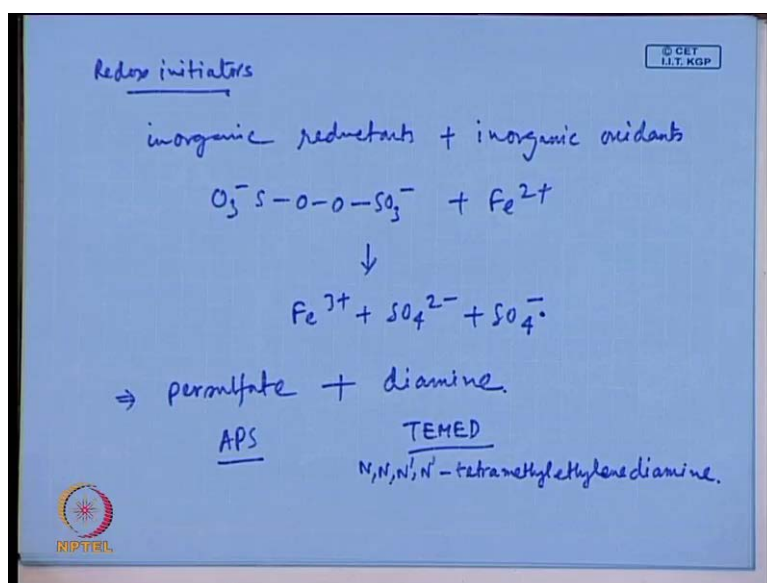 © CET
I.I.T. KGP
Redox initiators
inorganic reductants + inorganic oxidants
O₃⁻S-O-O-SO₃⁻ + Fe²⁺
↓
Fe³⁺ + SO₄²⁻ + SO₄⁻·
⇒ persulfate + diamine.
APS TEMED
N,N,N',N'-tetramethylethylenediamine.
NPTEL